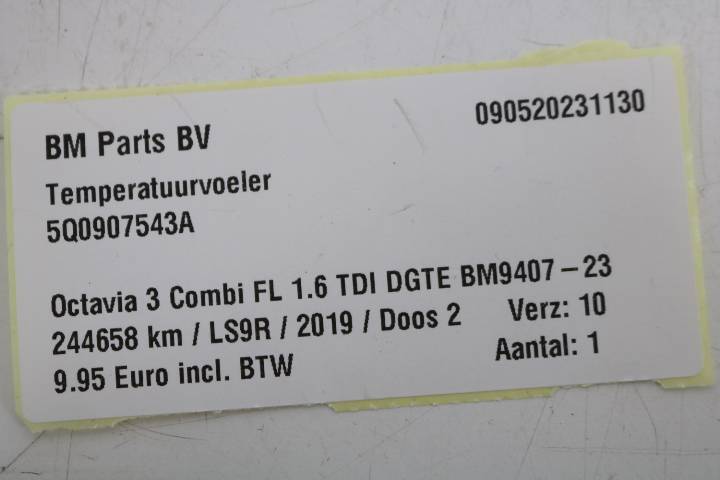 BM Parts BV 090520231130
Temperatuurvoeler
5Q0907543A
Octavia 3 Combi FL 1.6 TDI DGTE BM9407-23
244658 km / LS9R / 2019 / Doos 2 Verz: 10
9.95 Euro incl. BTW Aantal: 1